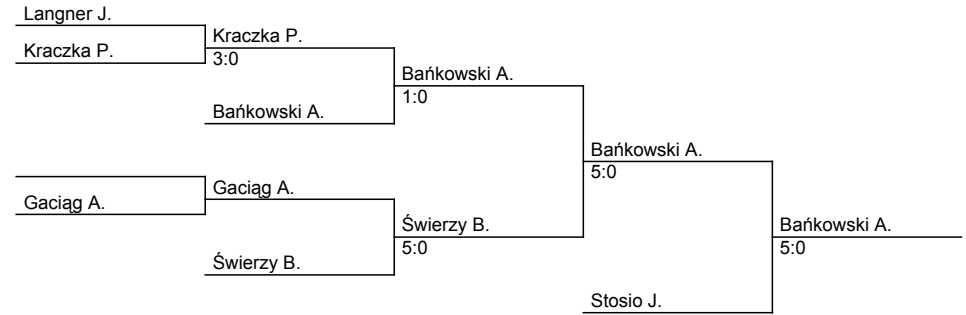 Langner J.
Kraczka P.
Kraczka P.
3:0
Bańkowski A.
Bańkowski A.
1:0
Gaciąg A.
Gaciąg A.
Świerzy B.
Świerzy B.
5:0
Bańkowski A.
5:0
Stosio J.
Bańkowski A.
5:0